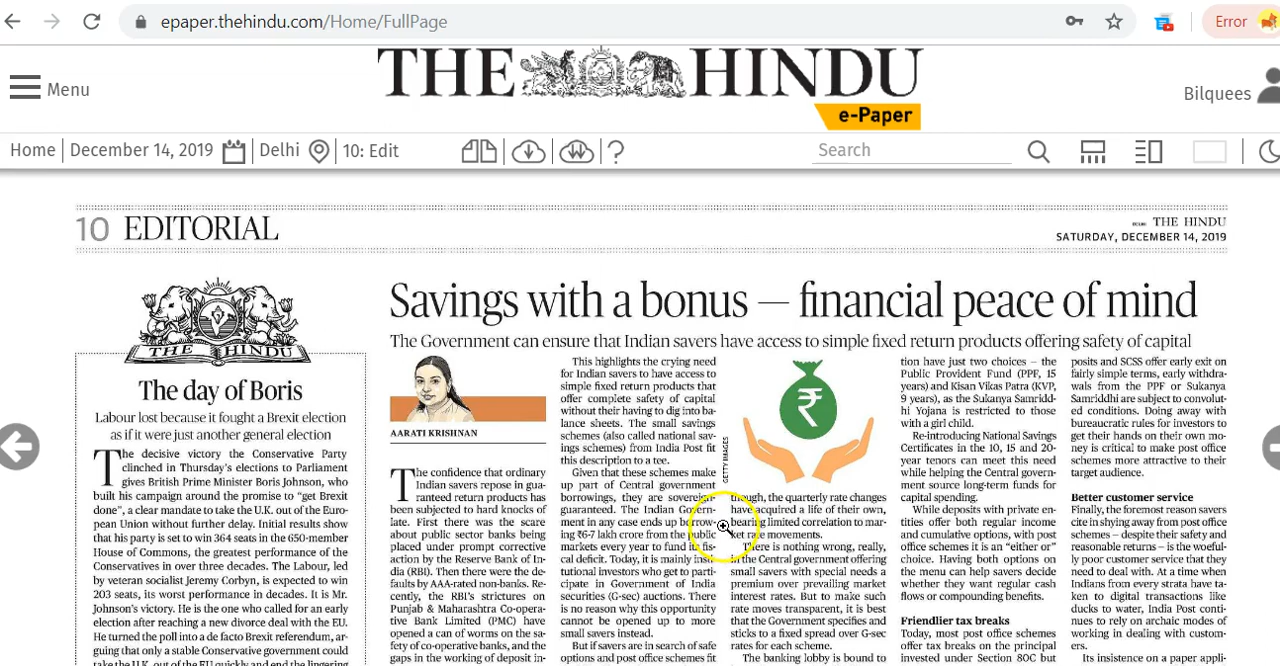 epaper.thehindu.com/Home/FullPage
Error
THE HINDU
e-Paper
Menu
Bilquees
Home
December 14, 2019
Delhi
10: Edit
?
Search
10 EDITORIAL
THE HINDU
SATURDAY, DECEMBER 14, 2019
THE HINDU
The day of Boris
Labour lost because it fought a Brexit election
as if it were just another general election
The decisive victory the Conservative Party
clinched in Thursday's elections to Parliament
gives British Prime Minister Boris Johnson, who
built his campaign around the promise to “get Brexit
done”, a clear mandate to take the U.K. out of the Euro-
pean Union without further delay. Initial results show
that his party is set to win 364 seats in the 650-member
House of Commons, the greatest performance of the
Conservatives in over three decades. The Labour, led
by veteran socialist Jeremy Corbyn, is expected to win
203 seats, its worst performance in decades. It is Mr.
Johnson's victory. He is the one who called for an early
election after reaching a new divorce deal with the EU.
He turned the poll into a de facto Brexit referendum, ar-
guing that only a stable Conservative government could
take the U.K. out of the EU quickly and end the lingering
Savings with a bonus — financial peace of mind
The Government can ensure that Indian savers have access to simple fixed return products offering safety of capital
AARATI KRISHNAN
The confidence that ordinary
Indian savers repose in gua-
ranteed return products has
been subjected to hard knocks of
late. First there was the scare
about public sector banks being
placed under prompt corrective
action by the Reserve Bank of In-
dia (RBI). Then there were the de-
faults by AAA-rated non-banks. Re-
cently, the RBI's strictures on
Punjab & Maharashtra Co-opera-
tive Bank Limited (PMC) have
opened a can of worms on the sa-
fety of co-operative banks, and the
gaps in the working of deposit in-
This highlights the crying need
for Indian savers to have access to
simple fixed return products that
offer complete safety of capital
without their having to dig into ba-
lance sheets. The small savings
schemes (also called national sav-
ings schemes) from India Post fit
this description to a tee.
Given that these schemes make
up part of Central government
borrowings, they are sovereign-
guaranteed. The Indian Govern-
ment in any case ends up borrow-
ing ₹6-7 lakh crore from the public
markets every year to fund its fis-
cal deficit. Today, it is mainly insti-
tutional investors who get to parti-
cipate in Government of India
securities (G-sec) auctions. There
is no reason why this opportunity
cannot be opened up to more
small savers instead.
But if savers are in search of safe
options and post office schemes fit
₹
GETTY IMAGES
though, the quarterly rate changes
have acquired a life of their own,
bearing limited correlation to mar-
ket rate movements.
There is nothing wrong, really,
in the Central government offering
small savers with special needs a
premium over prevailing market
interest rates. But to make such
rate moves transparent, it is best
that the Government specifies and
sticks to a fixed spread over G-sec
rates for each scheme.
The banking lobby is bound to
tion have just two choices – the
Public Provident Fund (PPF, 15
years) and Kisan Vikas Patra (KVP,
9 years), as the Sukanya Samridd-
hi Yojana is restricted to those
with a girl child.
Re-introducing National Savings
Certificates in the 10, 15 and 20-
year tenors can meet this need
while helping the Central govern-
ment source long-term funds for
capital spending.
While deposits with private en-
tities offer both regular income
and cumulative options, with post
office schemes it is an “either or”
choice. Having both options on
the menu can help savers decide
whether they want regular cash
flows or compounding benefits.
Friendlier tax breaks
Today, most post office schemes
offer tax breaks on the principal
invested under Section 80C but
posits and SCSS offer early exit on
fairly simple terms, early withdra-
wals from the PPF or Sukanya
Samriddhi are subject to convolut-
ed conditions. Doing away with
bureaucratic rules for investors to
get their hands on their own mo-
ney is critical to make post office
schemes more attractive to their
target audience.
Better customer service
Finally, the foremost reason savers
cite in shying away from post office
schemes – despite their safety and
reasonable returns – is the woeful-
ly poor customer service that they
need to deal with. At a time when
Indians from every strata have ta-
ken to digital transactions like
ducks to water, India Post conti-
nues to rely on archaic modes of
working in dealing with custom-
ers.
Its insistence on a paper appli-